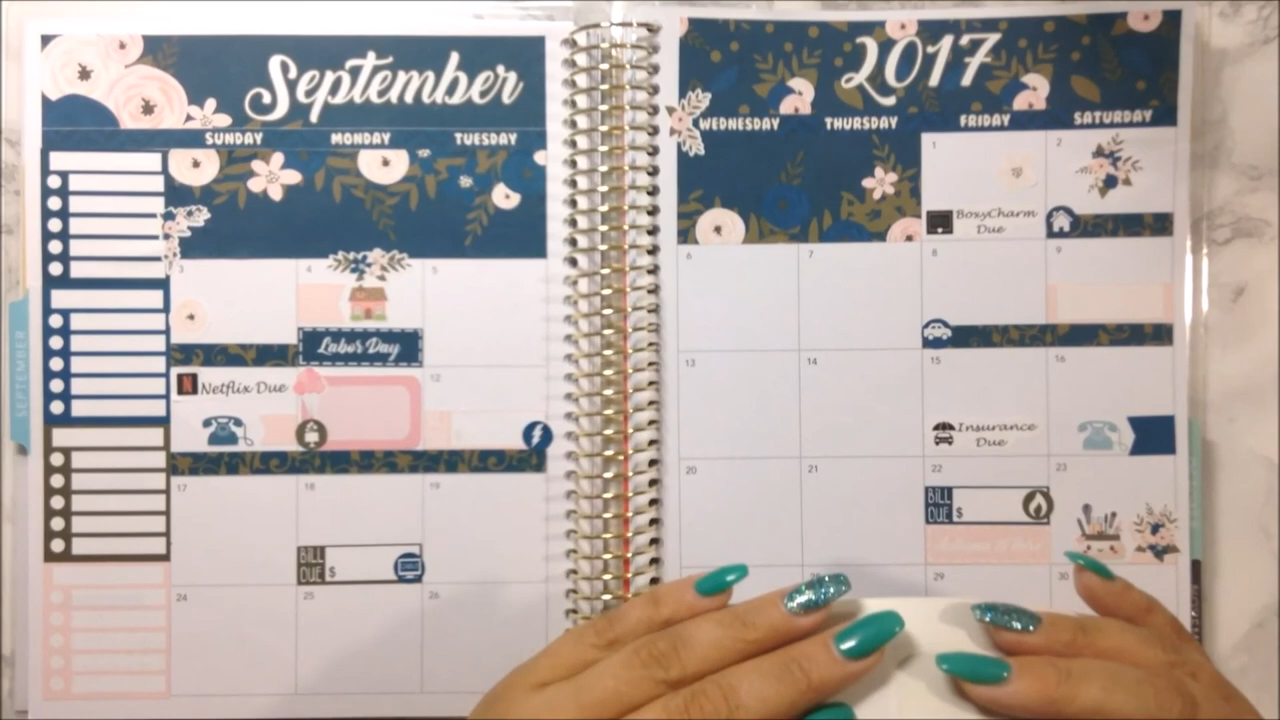 September
2017
SUNDAY MONDAY TUESDAY
WEDNESDAY THURSDAY FRIDAY SATURDAY
1 2
BoxyCharm
Due
3 4 5
6 7 8 9
Labor Day
N Netflix Due
12
13 14 15 16
Insurance
Due
17 18 19
20 21 22 23
BILL
DUE $
BILL
DUE $
24 25 26
29 30
SEPTEMBER